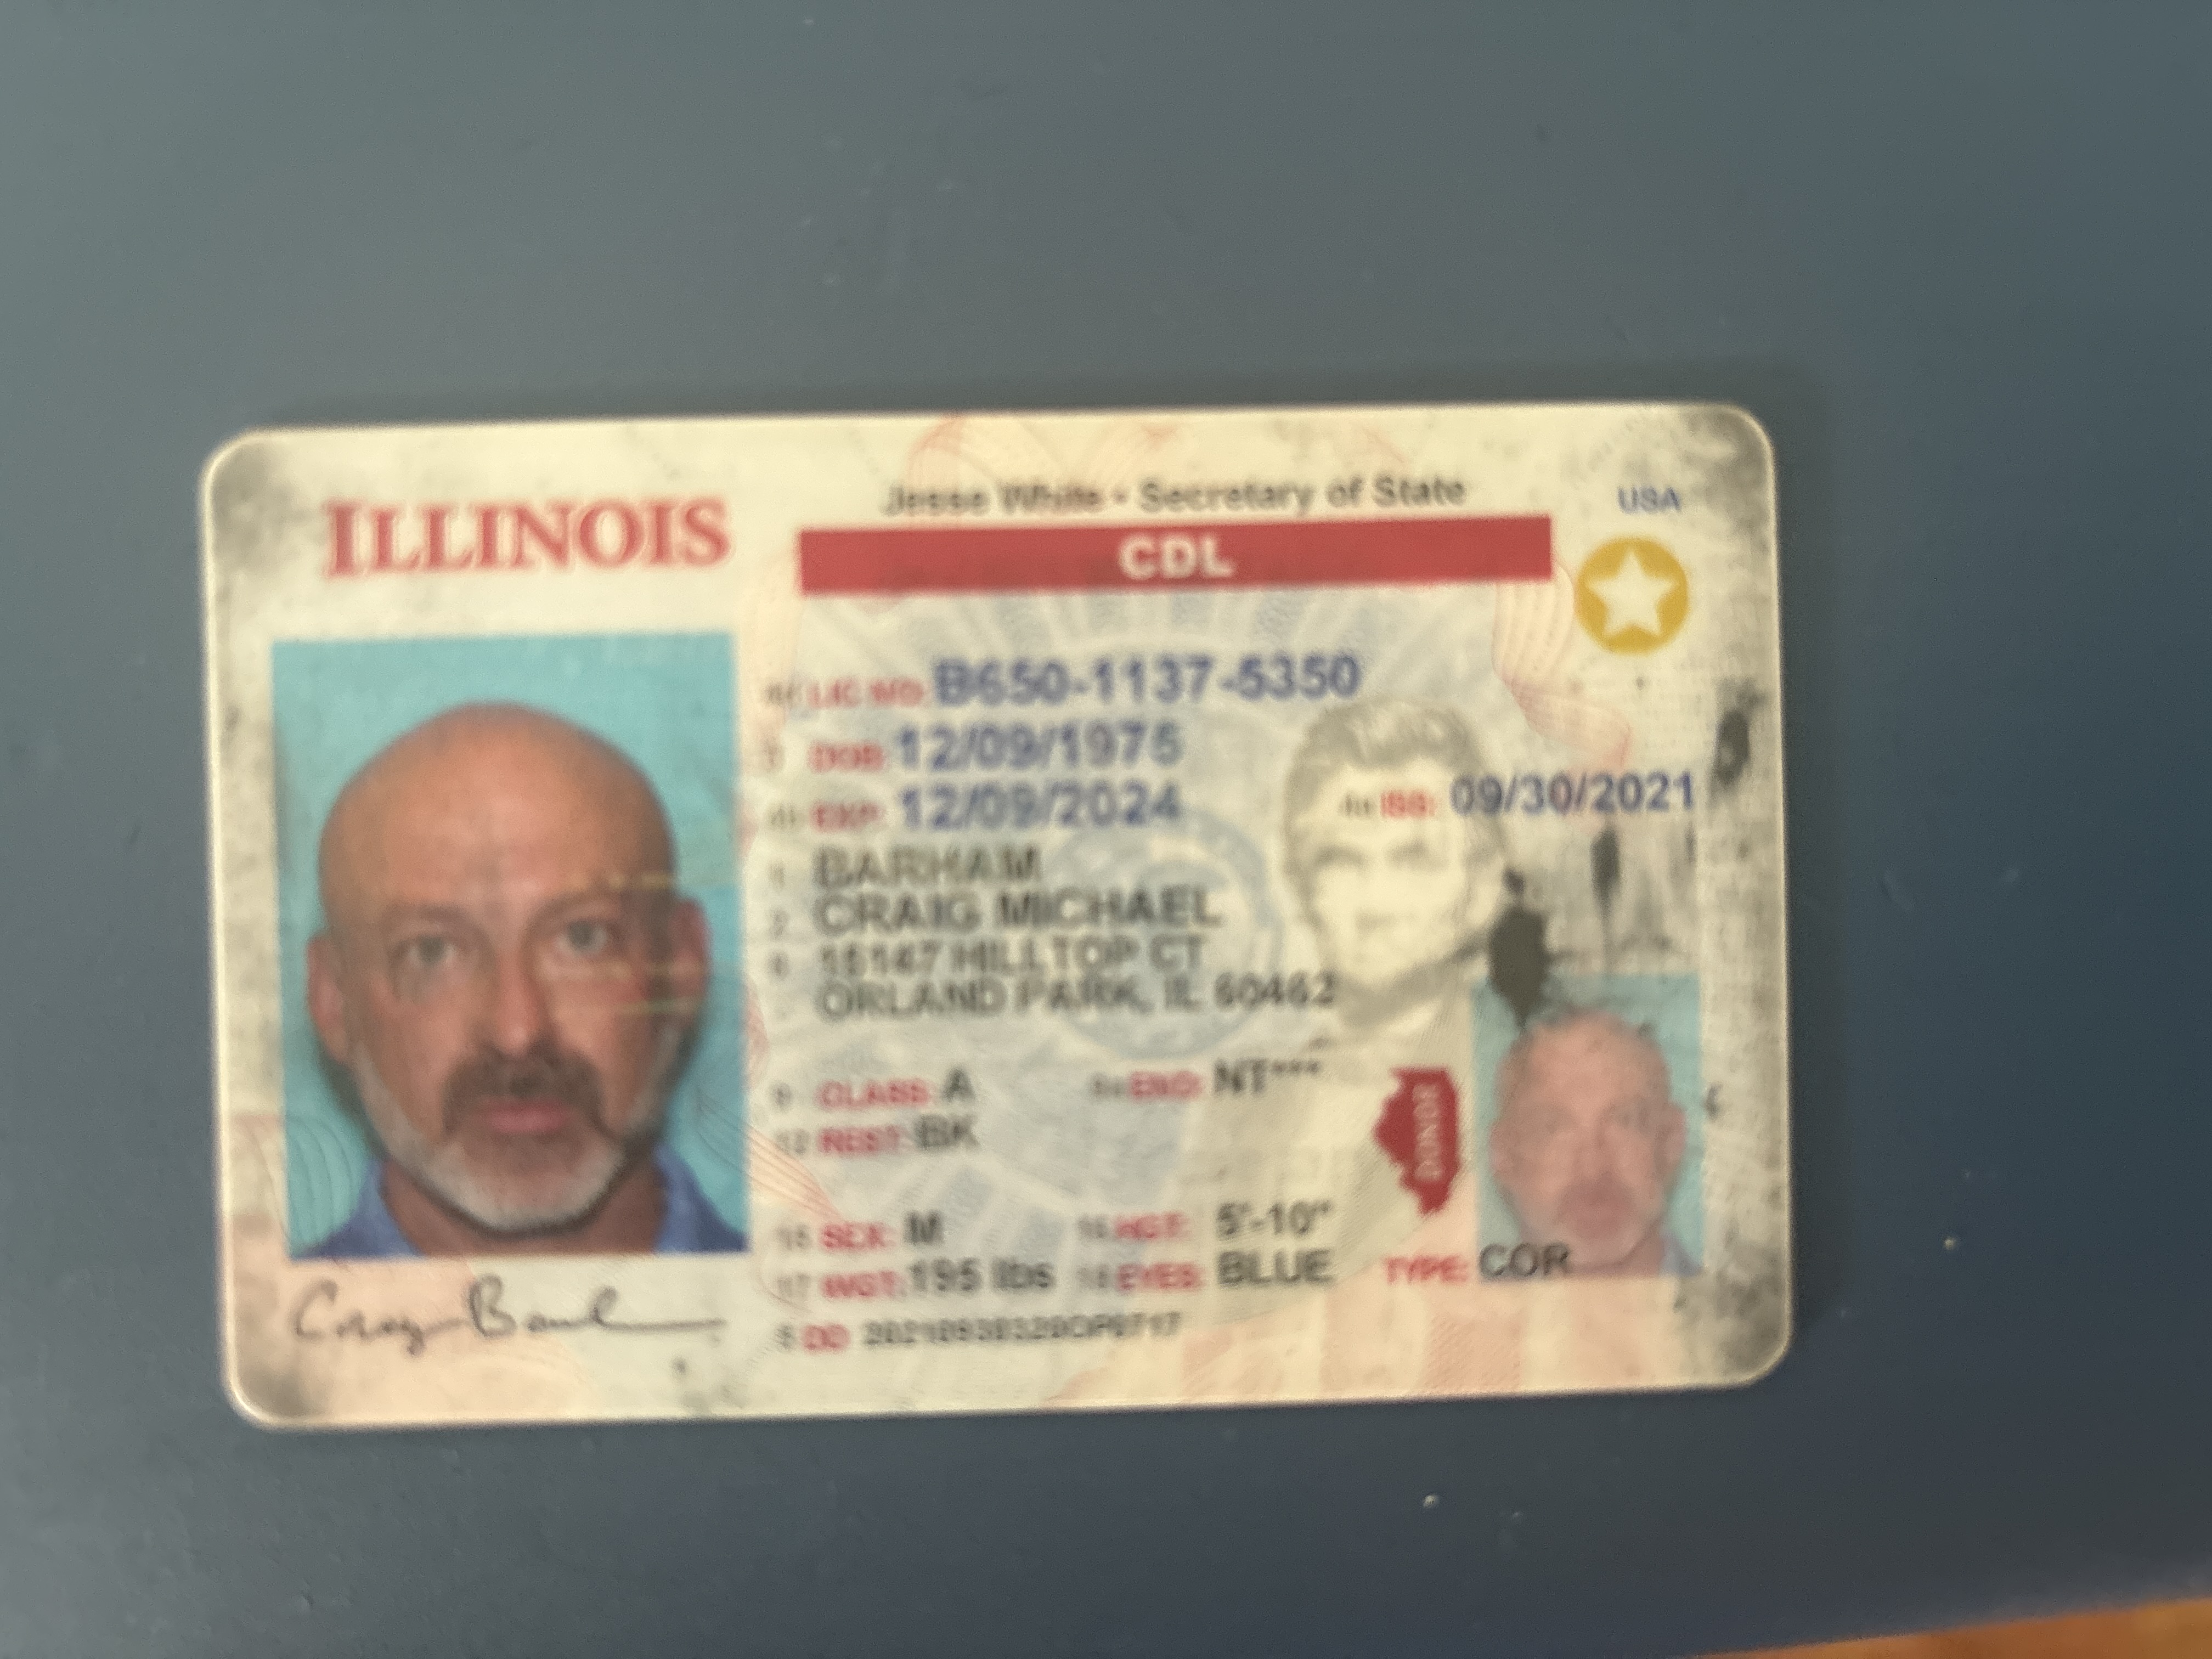 ILLINOIS
Jesse White • Secretary of State
USA
CDL
4d LIC NO: B650-1137-5350
3 DOB: 12/09/1975
4b EXP: 12/09/2024
4a ISS: 09/30/2021
1 BARHAM
2 CRAIG MICHAEL
8 HILLTOP CT
ORLAND PARK, IL 60462
9 CLASS: A
9a END: NT****
12 REST: BK
15 SEX: M
16 HGT: 5'-10"
17 WGT: 195 lbs
18 EYES: BLUE
5 DD
TYPE: COR
DONOR